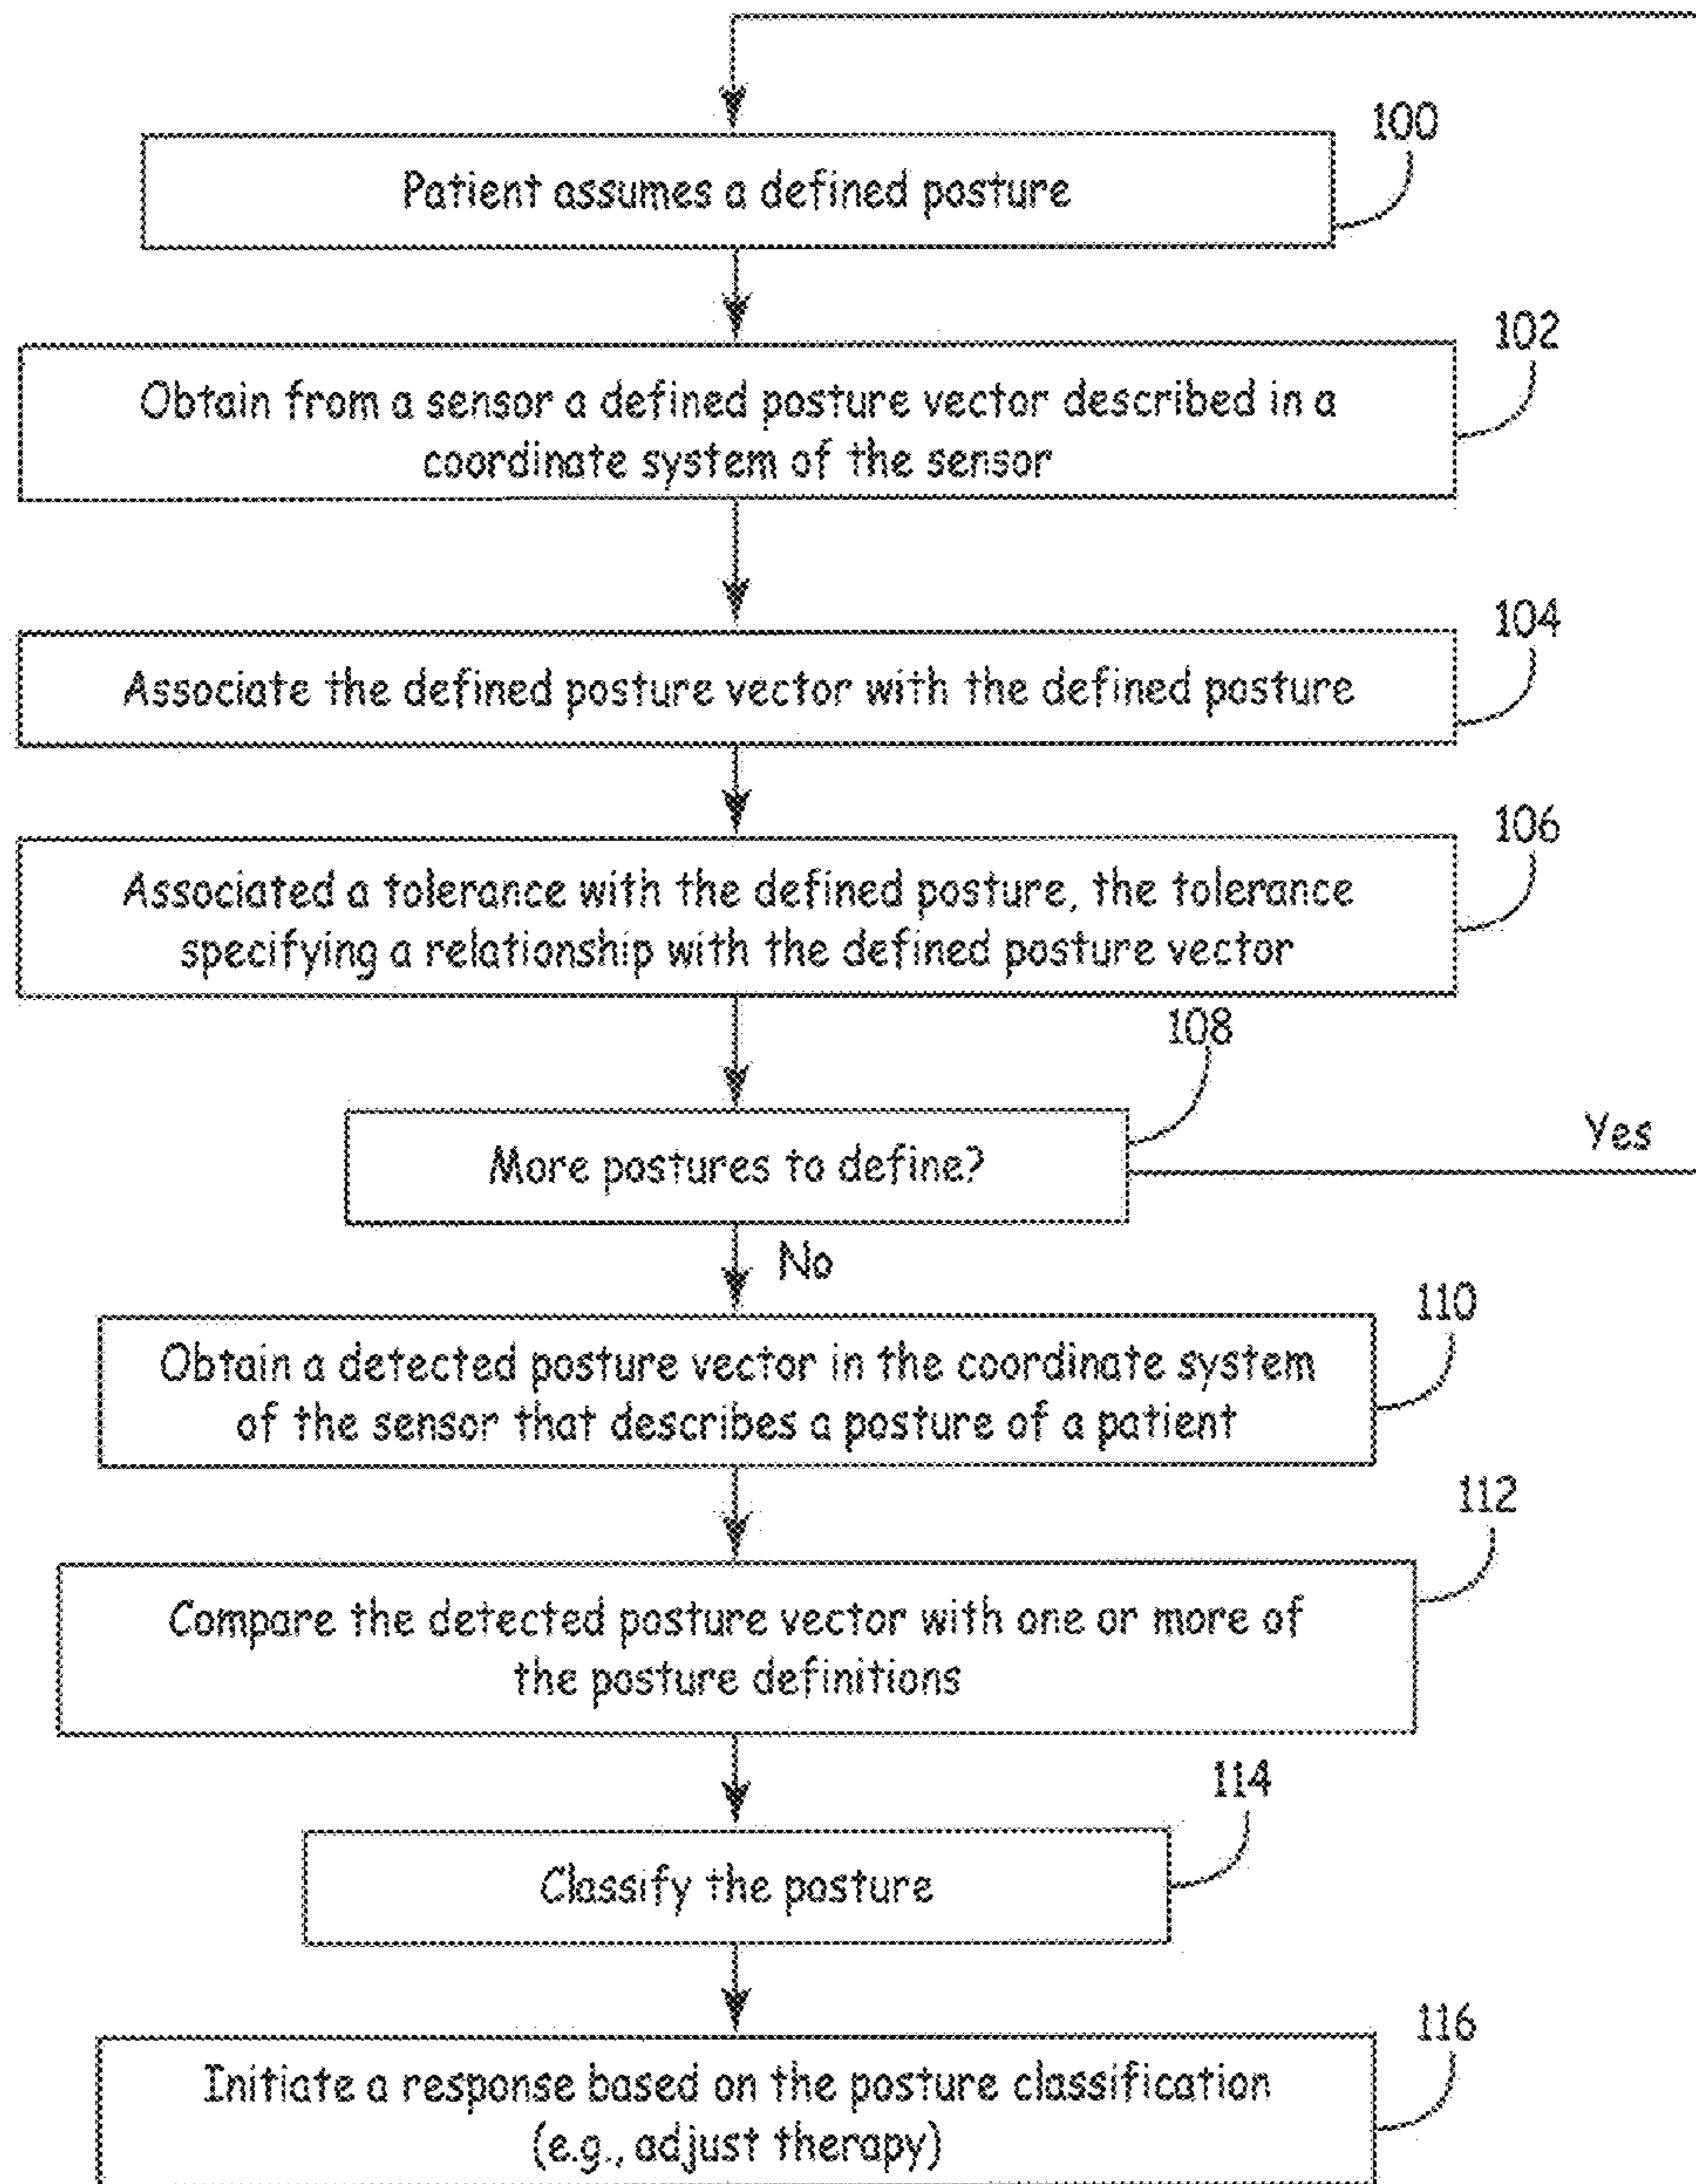 100
Patient assumes a defined posture
102
Obtain from a sensor a defined posture vector described in a
coordinate system of the sensor
104
Associate the defined posture vector with the defined posture
106
Associated a tolerance with the defined posture, the tolerance
specifying a relationship with the defined posture vector
108
More postures to define?
Yes
No
110
Obtain a detected posture vector in the coordinate system
of the sensor that describes a posture of a patient
112
Compare the detected posture vector with one or more of
the posture definitions
114
Classify the posture
116
Initiate a response based on the posture classification
(e.g., adjust therapy)